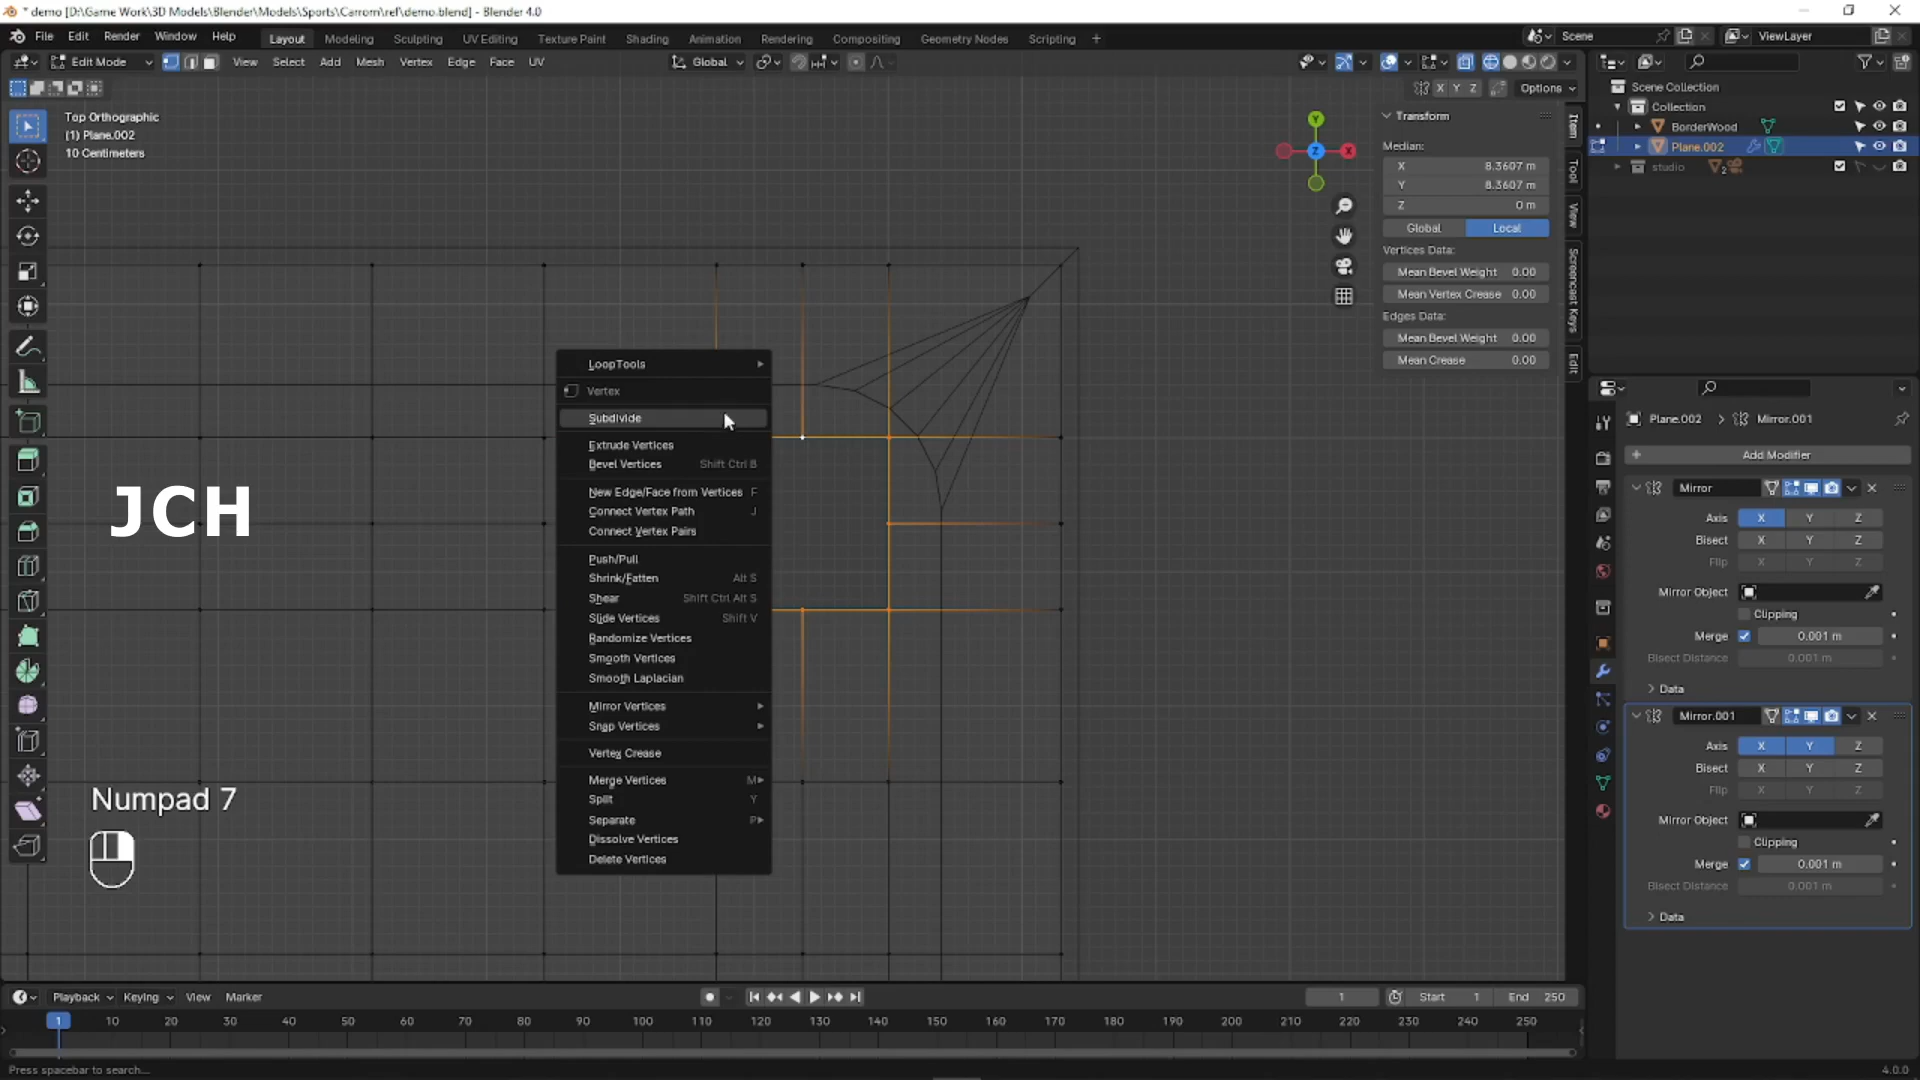 * demo [D:\Game Work\3D Models\Blender\Models\Sports\Carrom\ref\demo.blend] - Blender 4.0
File Edit Render Window Help
Layout Modeling Sculpting UV Editing Texture Paint Shading Animation Rendering Compositing Geometry Nodes Scripting +
Scene ViewLayer
Edit Mode View Select Add Mesh Vertex Edge Face UV Global
X Y Z Options
Top Orthographic
(1) Plane.002
10 Centimeters
Y
Z X
Transform
Median:
X 8.3607 m
Y 8.3607 m
Z 0 m
Global Local
Vertices Data:
Mean Bevel Weight 0.00
Mean Vertex Crease 0.00
Edges Data:
Mean Bevel Weight 0.00
Mean Crease 0.00
Item
Tool
View
Screencast Keys
Edit
Scene Collection
Collection
BorderWood
Plane.002
studio 2
LoopTools
Vertex
Subdivide
Extrude Vertices
Bevel Vertices Shift Ctrl B
New Edge/Face from Vertices F
Connect Vertex Path J
Connect Vertex Pairs
Push/Pull
Shrink/Fatten Alt S
Shear Shift Ctrl Alt S
Slide Vertices Shift V
Randomize Vertices
Smooth Vertices
Smooth Laplacian
Mirror Vertices
Snap Vertices
Vertex Crease
Merge Vertices M
Split Y
Separate P
Dissolve Vertices
Delete Vertices
JCH
Numpad 7
Plane.002 > Mirror.001
+ Add Modifier
Mirror
Axis X Y Z
Bisect X Y Z
Flip X Y Z
Mirror Object
Clipping
Merge 0.001 m
Bisect Distance 0.001 m
Data
Mirror.001
Axis X Y Z
Bisect X Y Z
Flip X Y Z
Mirror Object
Clipping
Merge 0.001 m
Bisect Distance 0.001 m
Data
Playback Keying View Marker
1 Start 1 End 250
1 10 20 30 40 50 60 70 80 90 100 110 120 130 140 150 160 170 180 190 200 210 220 230 240 250
Press spacebar to search...
4.0.0